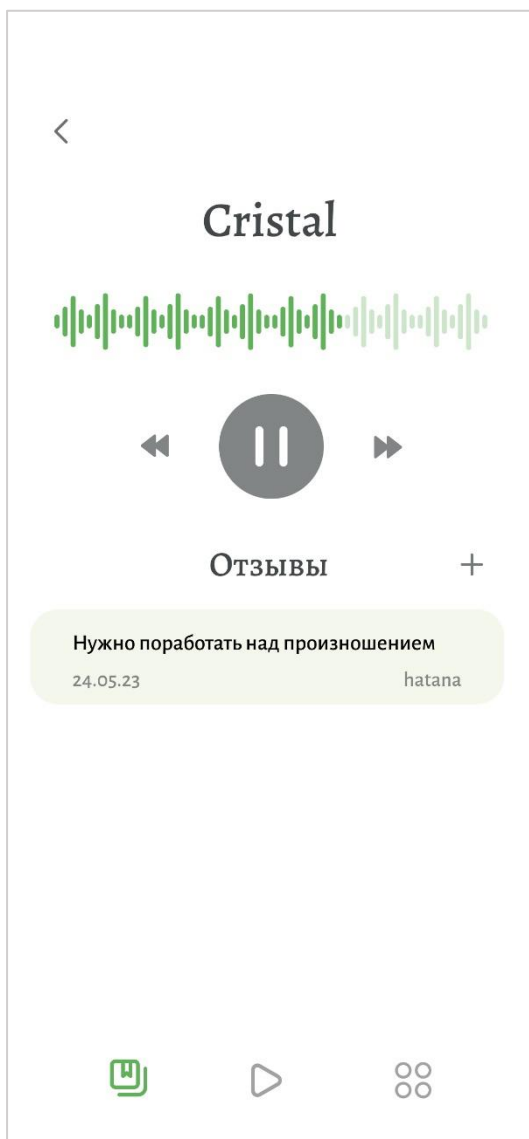 Cristal
Отзывы
Нужно поработать над произношением
24.05.23 hatana